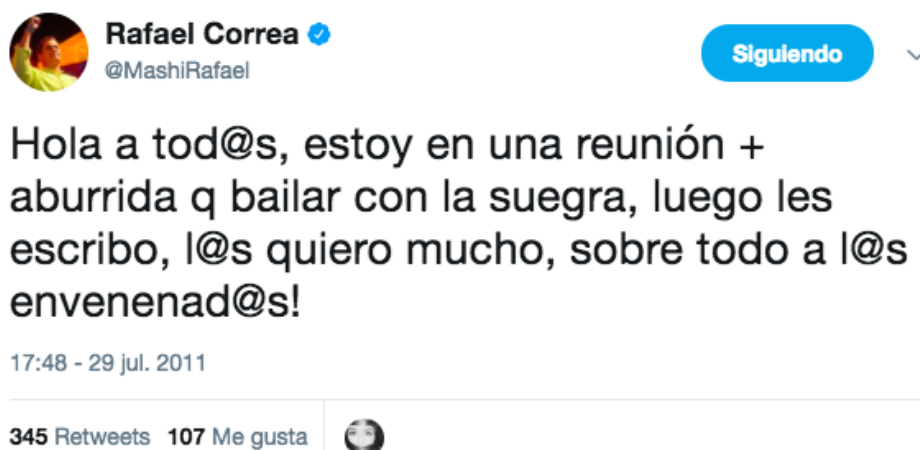 Rafael Correa
@MashiRafael
Siguiendo
Hola a tod@s, estoy en una reunión +
aburrida q bailar con la suegra, luego les
escribo, l@s quiero mucho, sobre todo a l@s
envenenad@s!
17:48 - 29 jul. 2011
345 Retweets 107 Me gusta